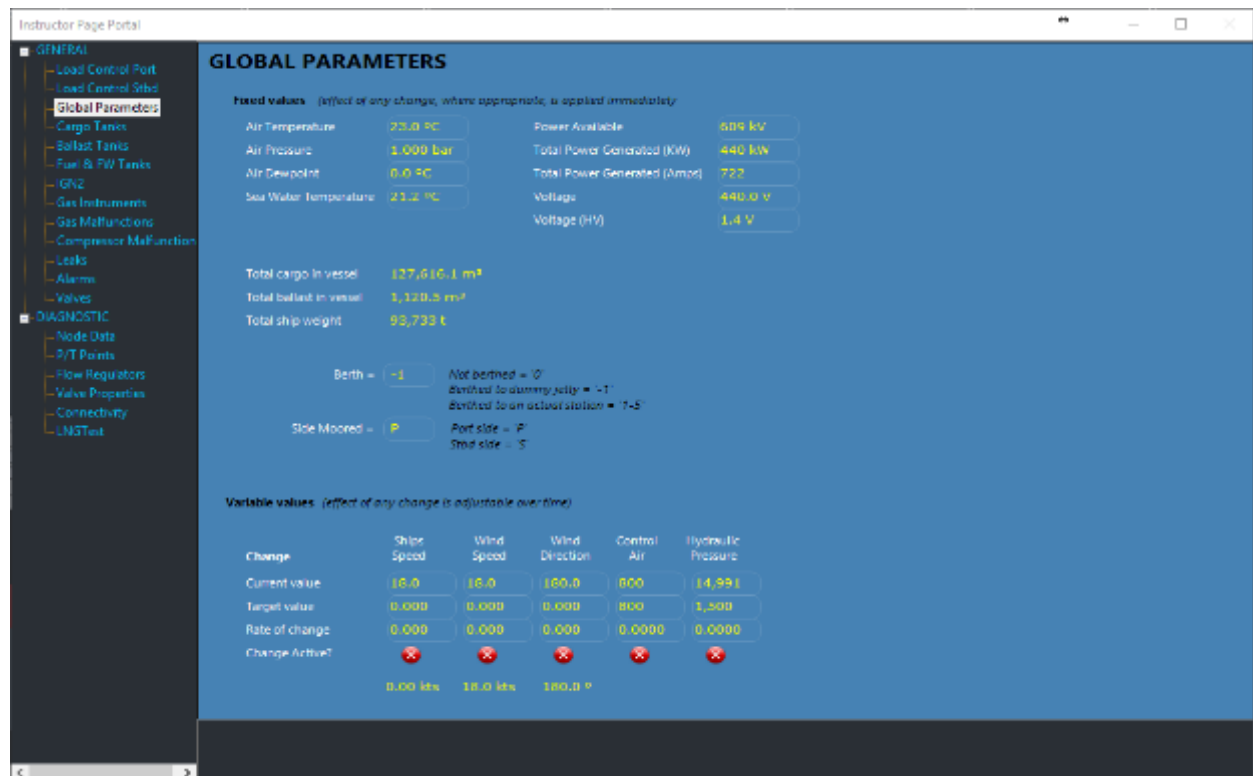 Instructor Page Portal
GENERAL
Load Control Port
Load Control Stbd
Global Parameters
Cargo Tanks
Ballast Tanks
Fuel & FW Tanks
IGN2
Gas Instruments
Gas Malfunctions
Compressor Malfunction
Leaks
Alarms
Valves
DIAGNOSTIC
Node Data
P/T Points
Flow Regulators
Valve Properties
Connectivity
LNGTest
GLOBAL PARAMETERS
Fixed values (effect of any change, where appropriate, is applied immediately
Air Temperature 23.0 ºC Power Available 609 kV
Air Pressure 1.000 bar Total Power Generated (KW) 440 kW
Air Dewpoint 0.0 ºC Total Power Generated (Amps) 722
Sea Water Temperature 21.2 ºC Voltage 440.0 V
Voltage (HV) 1.4 V
Total cargo in vessel 127,616.1 m³
Total ballast in vessel 1,120.5 m³
Total ship weight 93,733 t
Berth = -1 Not berthed = '0'
Berthed to dummy jetty = '-1'
Berthed to an actual station = '1-5'
Side Moored = P Port side = 'P'
Stbd side = 'S'
Variable values (effect of any change is adjustable over time)
Ships Wind Wind Control Hydraulic
Change Speed Speed Direction Air Pressure
Current value 18.0 18.0 180.0 800 14,991
Target value 0.000 0.000 0.000 800 1,500
Rate of change 0.000 0.000 0.000 0.0000 0.0000
Change Active?
0.00 kts 18.0 kts 180.0 º